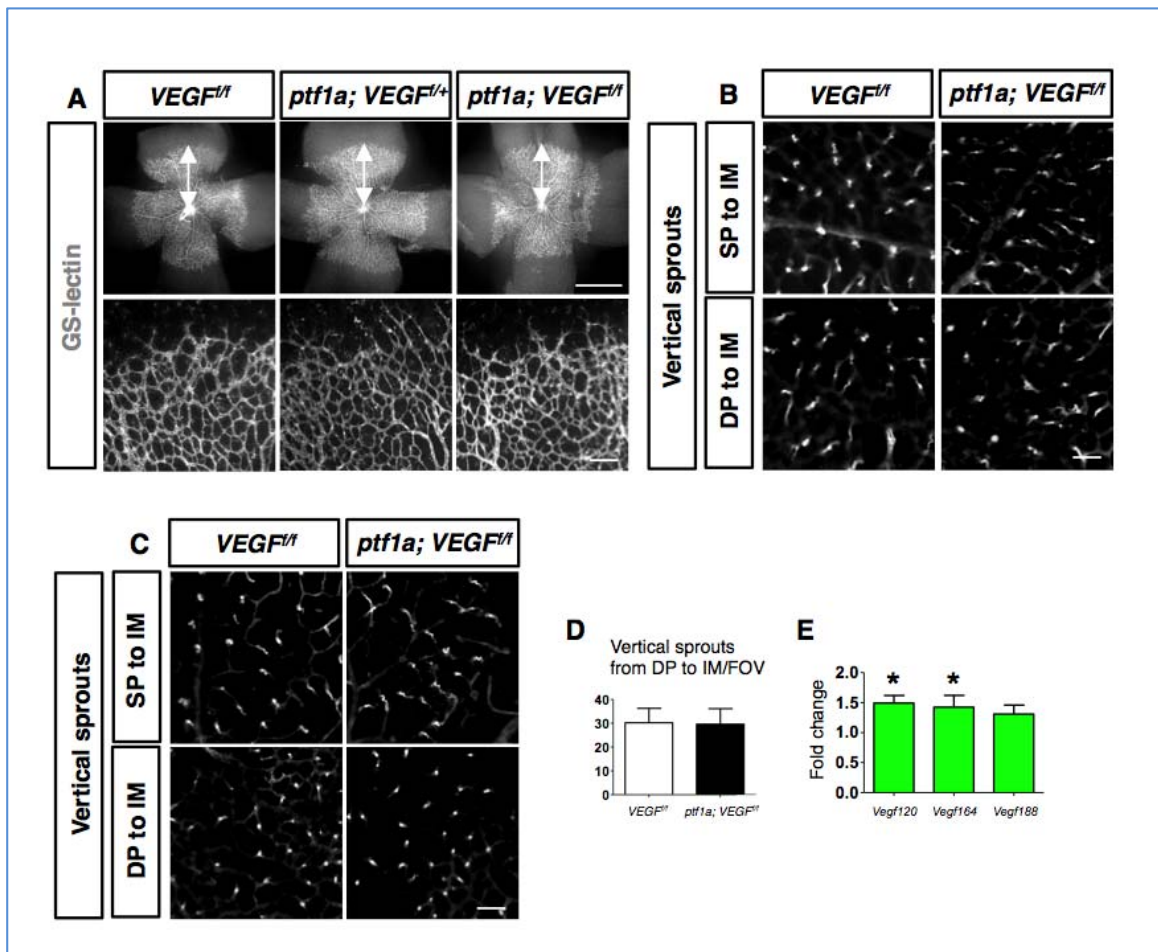 A
VEGFf/f
ptf1a; VEGFf/+
ptf1a; VEGFf/f
GS-lectin
B
VEGFf/f
ptf1a; VEGFf/f
Vertical sprouts
SP to IM
DP to IM
C
VEGFf/f
ptf1a; VEGFf/f
Vertical sprouts
SP to IM
DP to IM
D
Vertical sprouts
from DP to IM/FOV
40
30
20
10
0
VEGFf/f
ptf1a; VEGFf/f
E
Fold change
2.0
1.5
1.0
0.5
0.0
*
*
Vegf120
Vegf164
Vegf188